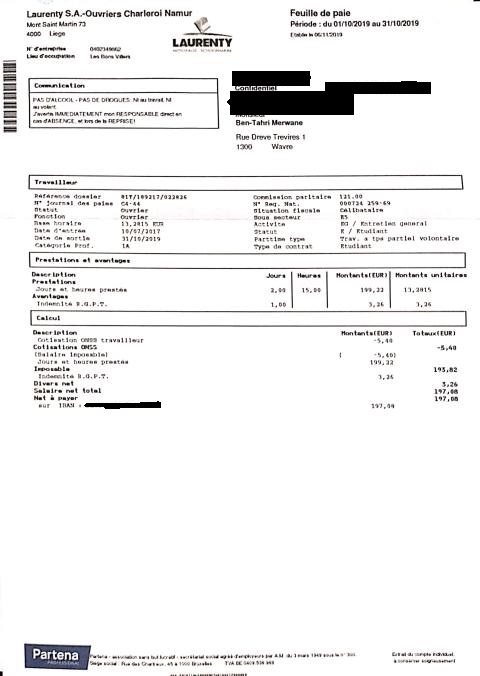 Laurenty S.A.-Ouvriers Charleroi Namur
Mont Saint Martin 73
4000 Liege
N° d'entreprise 0402349862
Lieu d'occupation Les Bons Villers
LAURENTY
Feuille de paie
Période : du 01/10/2019 au 31/10/2019
Etablie le 06/11/2019
Communication
PAS D'ALCOOL - PAS DE DROGUES: NI au travail, NI
au volant.
J'avertis IMMEDIATEMENT mon RESPONSABLE direct en
cas d'ABSENCE, et lors de la REPRISE!
Confidentiel
Monsieur
Ben-Tahri Merwane
Rue Dreve Trevires 1
1300 Wavre
Travailleur
Référence dossier 81T/189217/022826
N° journal des paies C4-44
Statut Ouvrier
Fonction Ouvrier
Base horaire 13,2815 EUR
Date d'entrée 10/07/2017
Date de sortie 31/10/2019
Catégorie Prof. 1A
Commission paritaire 121.00
N° Reg. Nat. 000724 259-69
Situation fiscale Célibataire
Sous secteur E5
Activité EG / Entretien general
Statut E / Etudiant
Parttime type Trav. a tps partiel volontaire
Type de contrat Etudiant
Prestations et avantages
Description Jours Heures Montants(EUR) Montants unitaires
Prestations
Jours et heures prestés 2,00 15,00 199,22 13,2815
Avantages
Indemnité R.G.P.T. 1,00 3,26 3,26
Calcul
Description Montants(EUR) Totaux(EUR)
Cotisation ONSS travailleur -5,40
Cotisations ONSS -5,40
(Salaire imposable) ( -5,40)
Jours et heures prestés 199,22
Imposable 193,82
Indemnité R.G.P.T. 3,26
Divers net 3,26
Salaire net total 197,08
Net à payer 197,08
sur IBAN : 197,08
Partena
PROFESSIONAL
Partena - association sans but lucratif - secrétariat social agréé d'employeurs par A.M. du 3 mars 1949 sous le n° 300.
Siège social : Rue des Chartreux, 45 à 1000 Bruxelles TVA BE 0409.536.968
Extrait du compte individuel,
à conserver soigneusement